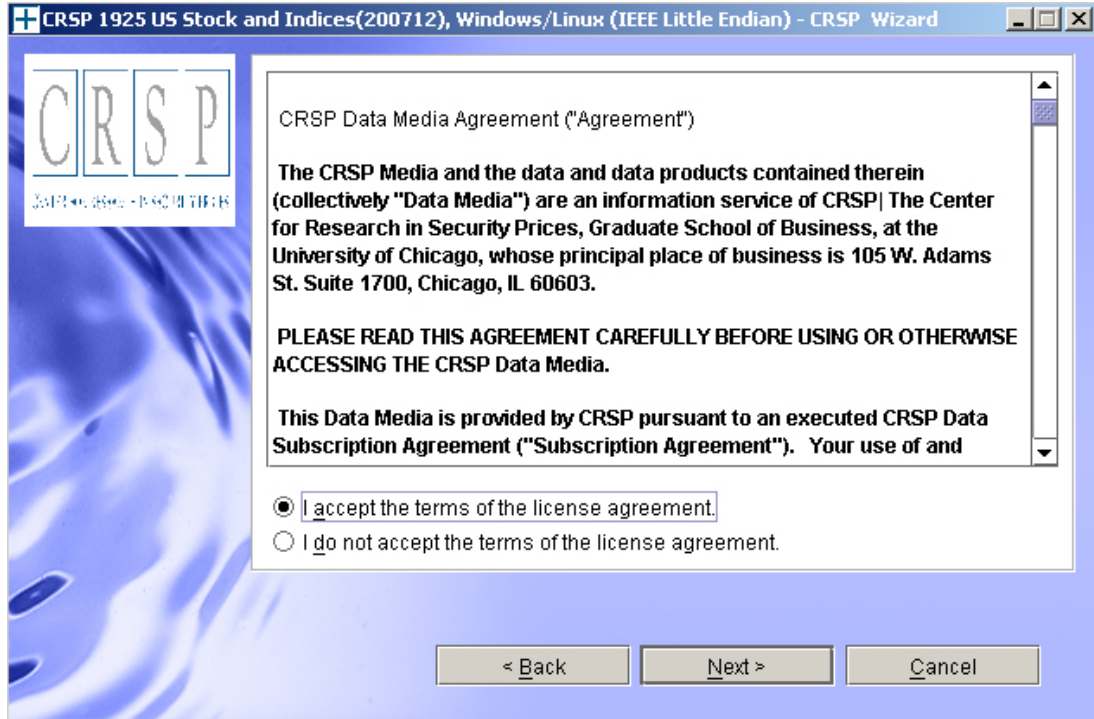 CRSP 1925 US Stock and Indices(200712), Windows/Linux (IEEE Little Endian) - CRSP Wizard
CRSP
CRSP Data Media Agreement ("Agreement")
The CRSP Media and the data and data products contained therein
(collectively "Data Media") are an information service of CRSP| The Center
for Research in Security Prices, Graduate School of Business, at the
University of Chicago, whose principal place of business is 105 W. Adams
St. Suite 1700, Chicago, IL 60603.
PLEASE READ THIS AGREEMENT CAREFULLY BEFORE USING OR OTHERWISE
ACCESSING THE CRSP Data Media.
This Data Media is provided by CRSP pursuant to an executed CRSP Data
Subscription Agreement ("Subscription Agreement"). Your use of and
I accept the terms of the license agreement.
I do not accept the terms of the license agreement.
< Back
Next >
Cancel